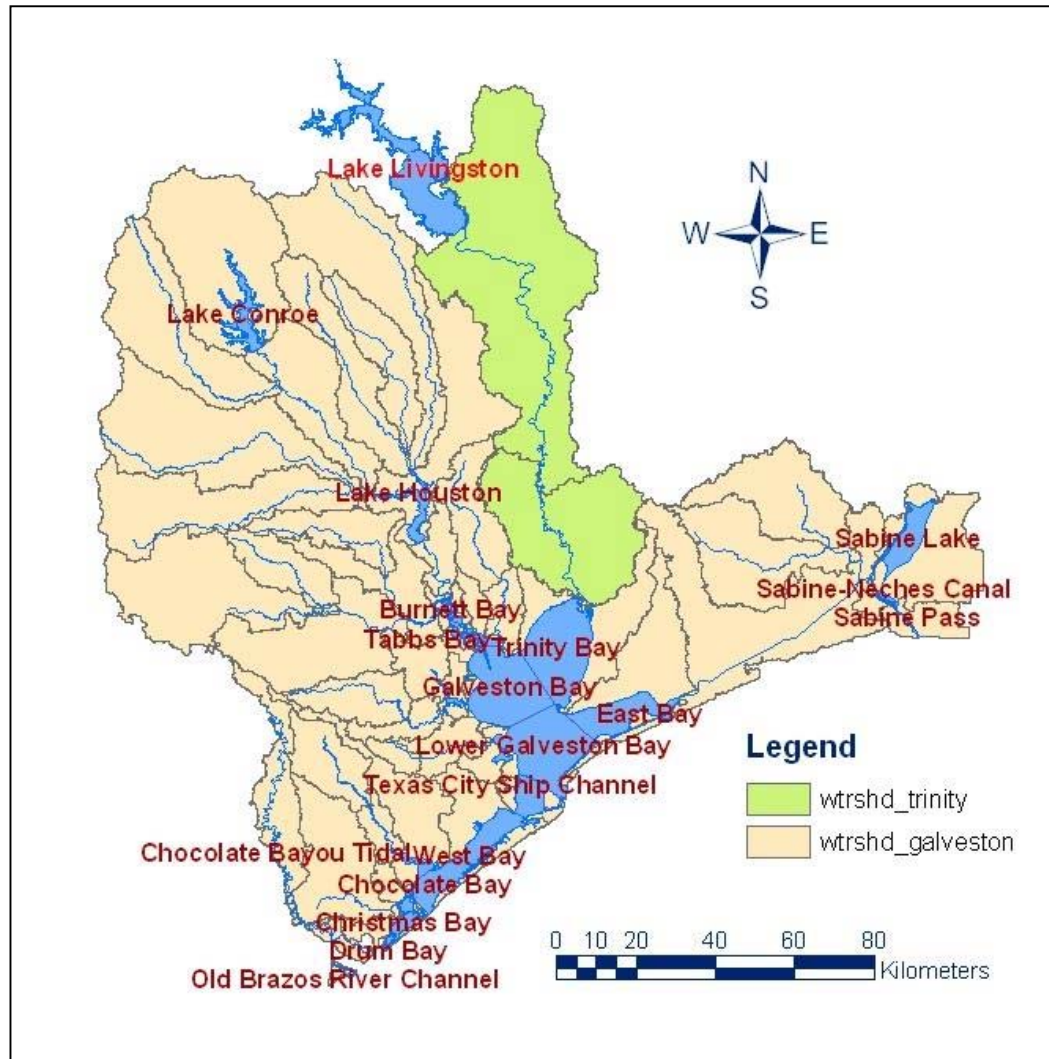 Lake Livingston
N
W E
S
Lake Conroe
Lake Houston
Sabine Lake
Sabine-Neches Canal
Sabine Pass
Burnett Bay
Tabbs Bay
Trinity Bay
Galveston Bay
East Bay
Lower Galveston Bay
Texas City Ship Channel
Legend
wtrshd_trinity
wtrshd_galveston
Chocolate Bayou Tidal
West Bay
Chocolate Bay
Christmas Bay
Drum Bay
Old Brazos River Channel
0 10 20 40 60 80
Kilometers